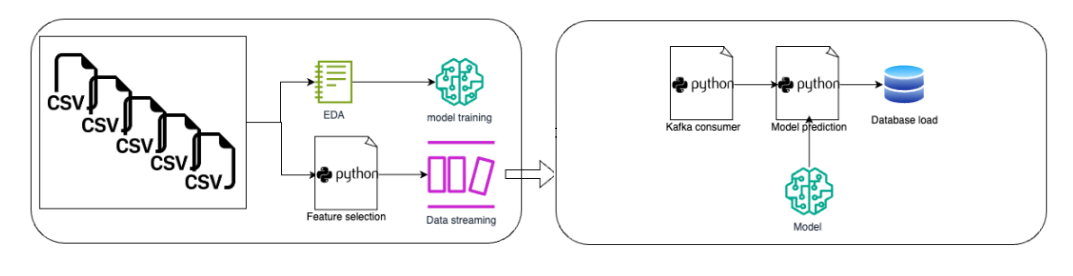 CSV
CSV
CSV
CSV
CSV
EDA
model training
python
Feature selection
Data streaming
python
python
Kafka consumer
Model prediction
Database load
Model